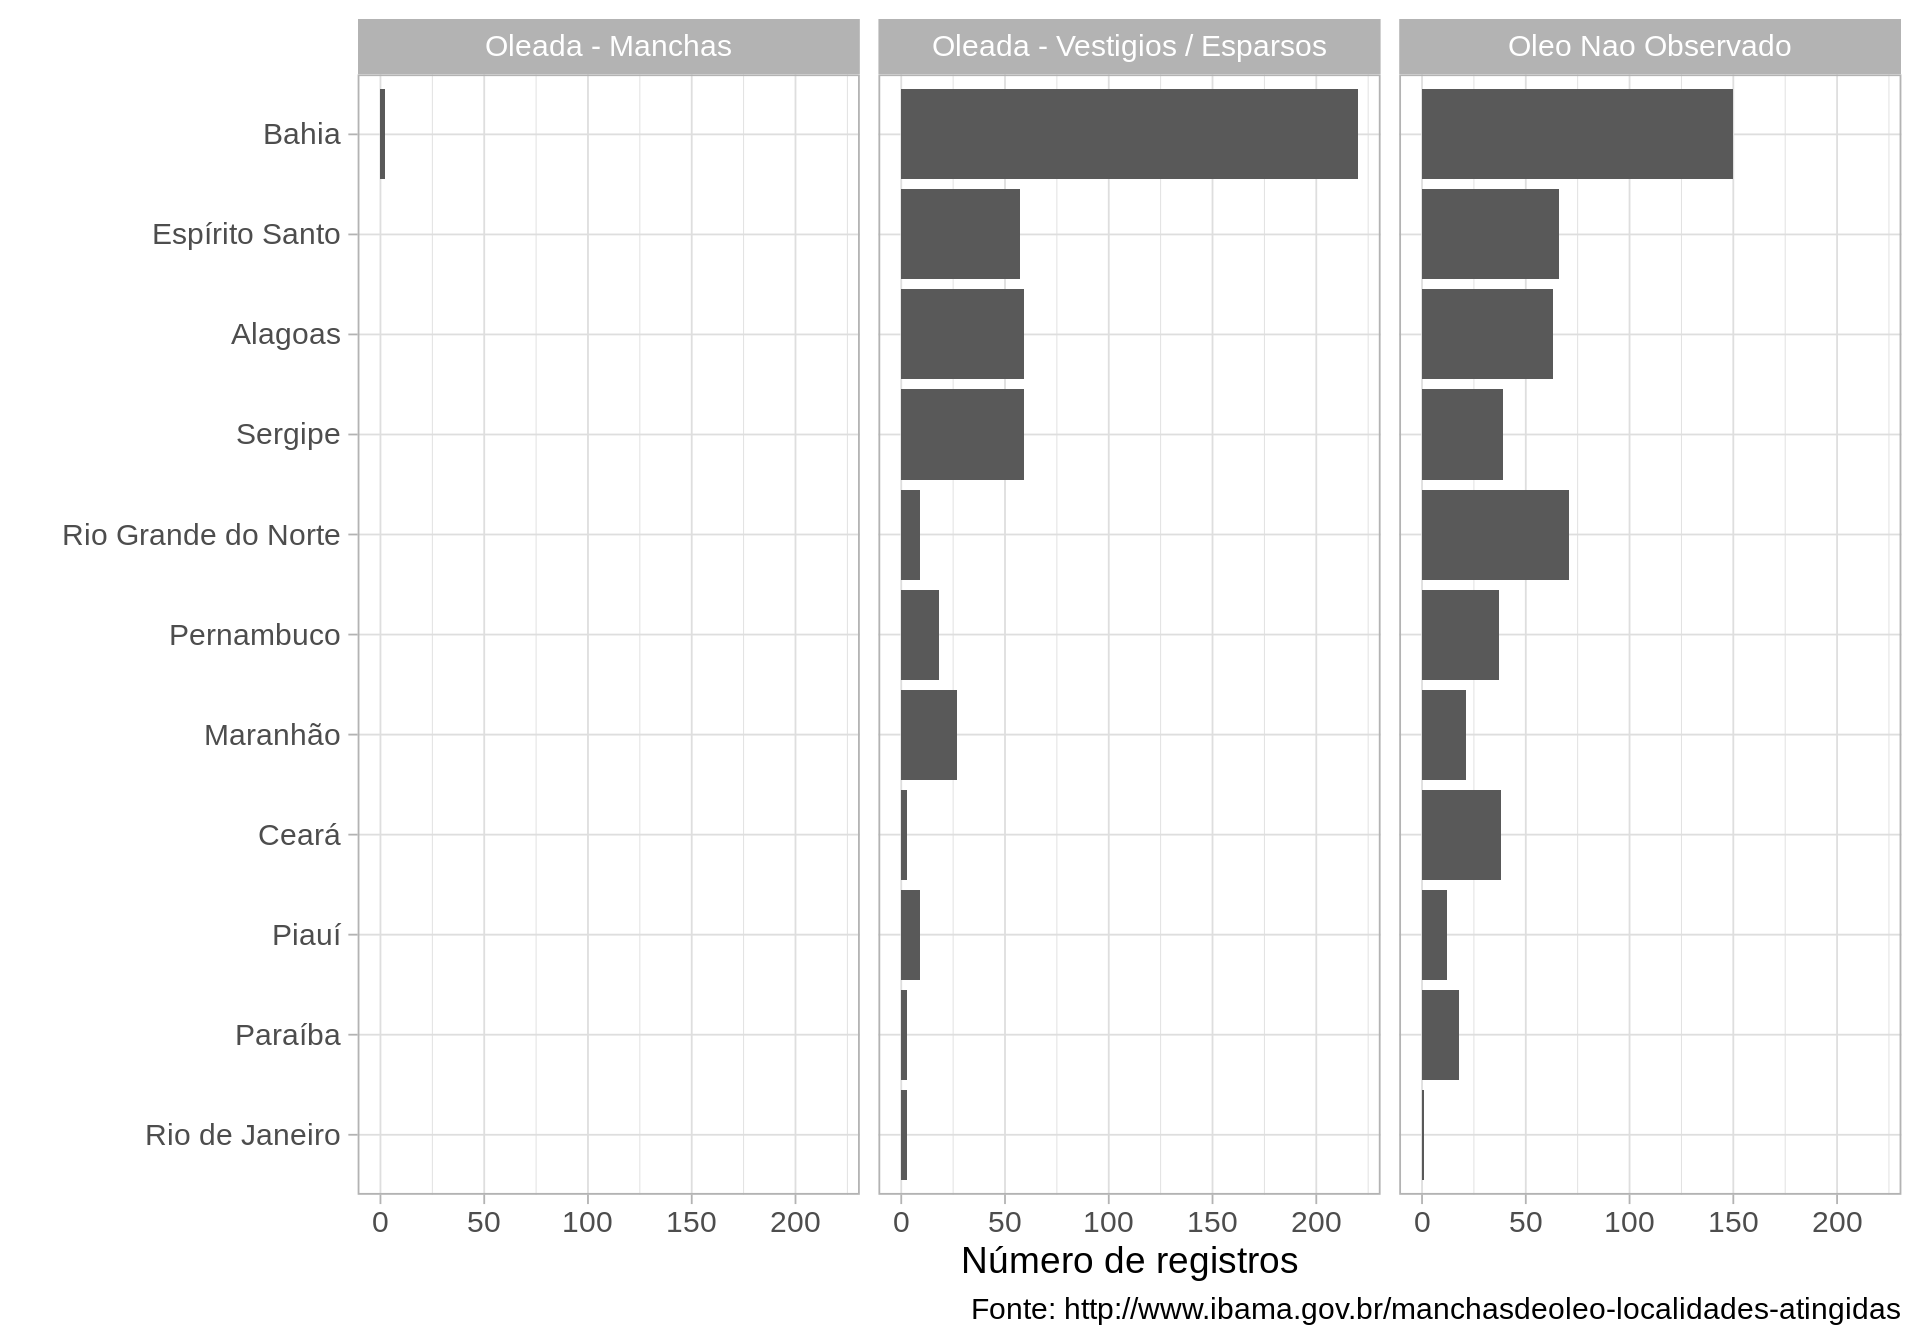 Oleada - Manchas
Oleada - Vestigios / Esparsos
Oleo Nao Observado
Bahia
Espírito Santo
Alagoas
Sergipe
Rio Grande do Norte
Pernambuco
Maranhão
Ceará
Piauí
Paraíba
Rio de Janeiro
0 50 100 150 200
0 50 100 150 200
0 50 100 150 200
Número de registros
Fonte: http://www.ibama.gov.br/manchasdeoleo-localidades-atingidas